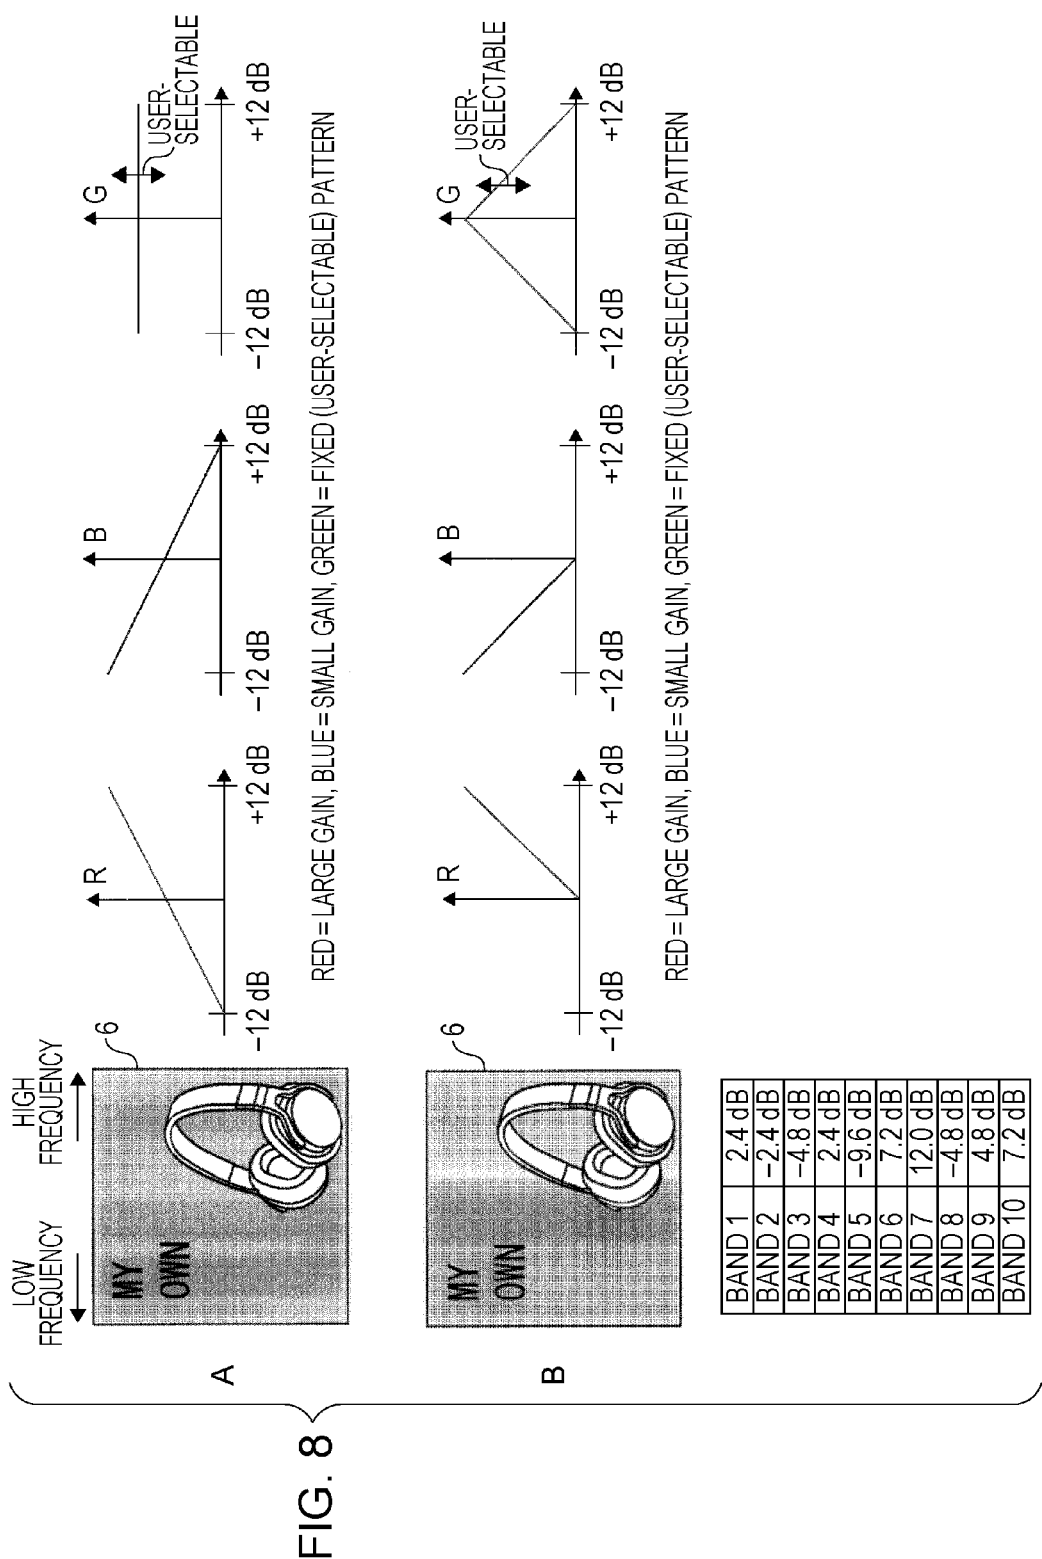 FIG. 8
LOW
FREQUENCY
HIGH
FREQUENCY
A
MY
OWN
6
R
−12 dB
+12 dB
B
−12 dB
+12 dB
G
USER-
SELECTABLE
−12 dB
+12 dB
RED = LARGE GAIN, BLUE = SMALL GAIN, GREEN = FIXED (USER-SELECTABLE) PATTERN
B
MY
OWN
6
R
−12 dB
+12 dB
B
−12 dB
+12 dB
G
USER-
SELECTABLE
−12 dB
+12 dB
RED = LARGE GAIN, BLUE = SMALL GAIN, GREEN = FIXED (USER-SELECTABLE) PATTERN
BAND 1 2.4 dB
BAND 2 −2.4 dB
BAND 3 −4.8 dB
BAND 4 2.4 dB
BAND 5 −9.6 dB
BAND 6 7.2 dB
BAND 7 12.0 dB
BAND 8 −4.8 dB
BAND 9 4.8 dB
BAND 10 7.2 dB